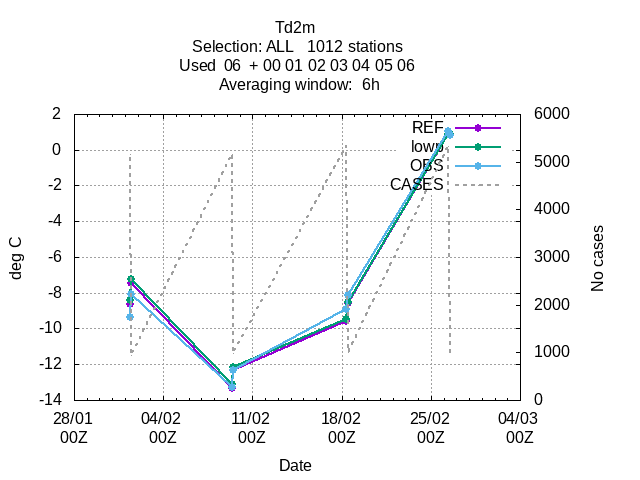 Td2m
Selection: ALL   1012 stations
Used  06  + 00 01 02 03 04 05 06
Averaging window:  6h
2
0
-2
-4
-6
-8
-10
-12
-14
6000
5000
4000
3000
2000
1000
0
REF
lowp
OBS
CASES
deg C
No cases
28/01 04/02 11/02 18/02 25/02 04/03
00Z 00Z 00Z 00Z 00Z 00Z
Date